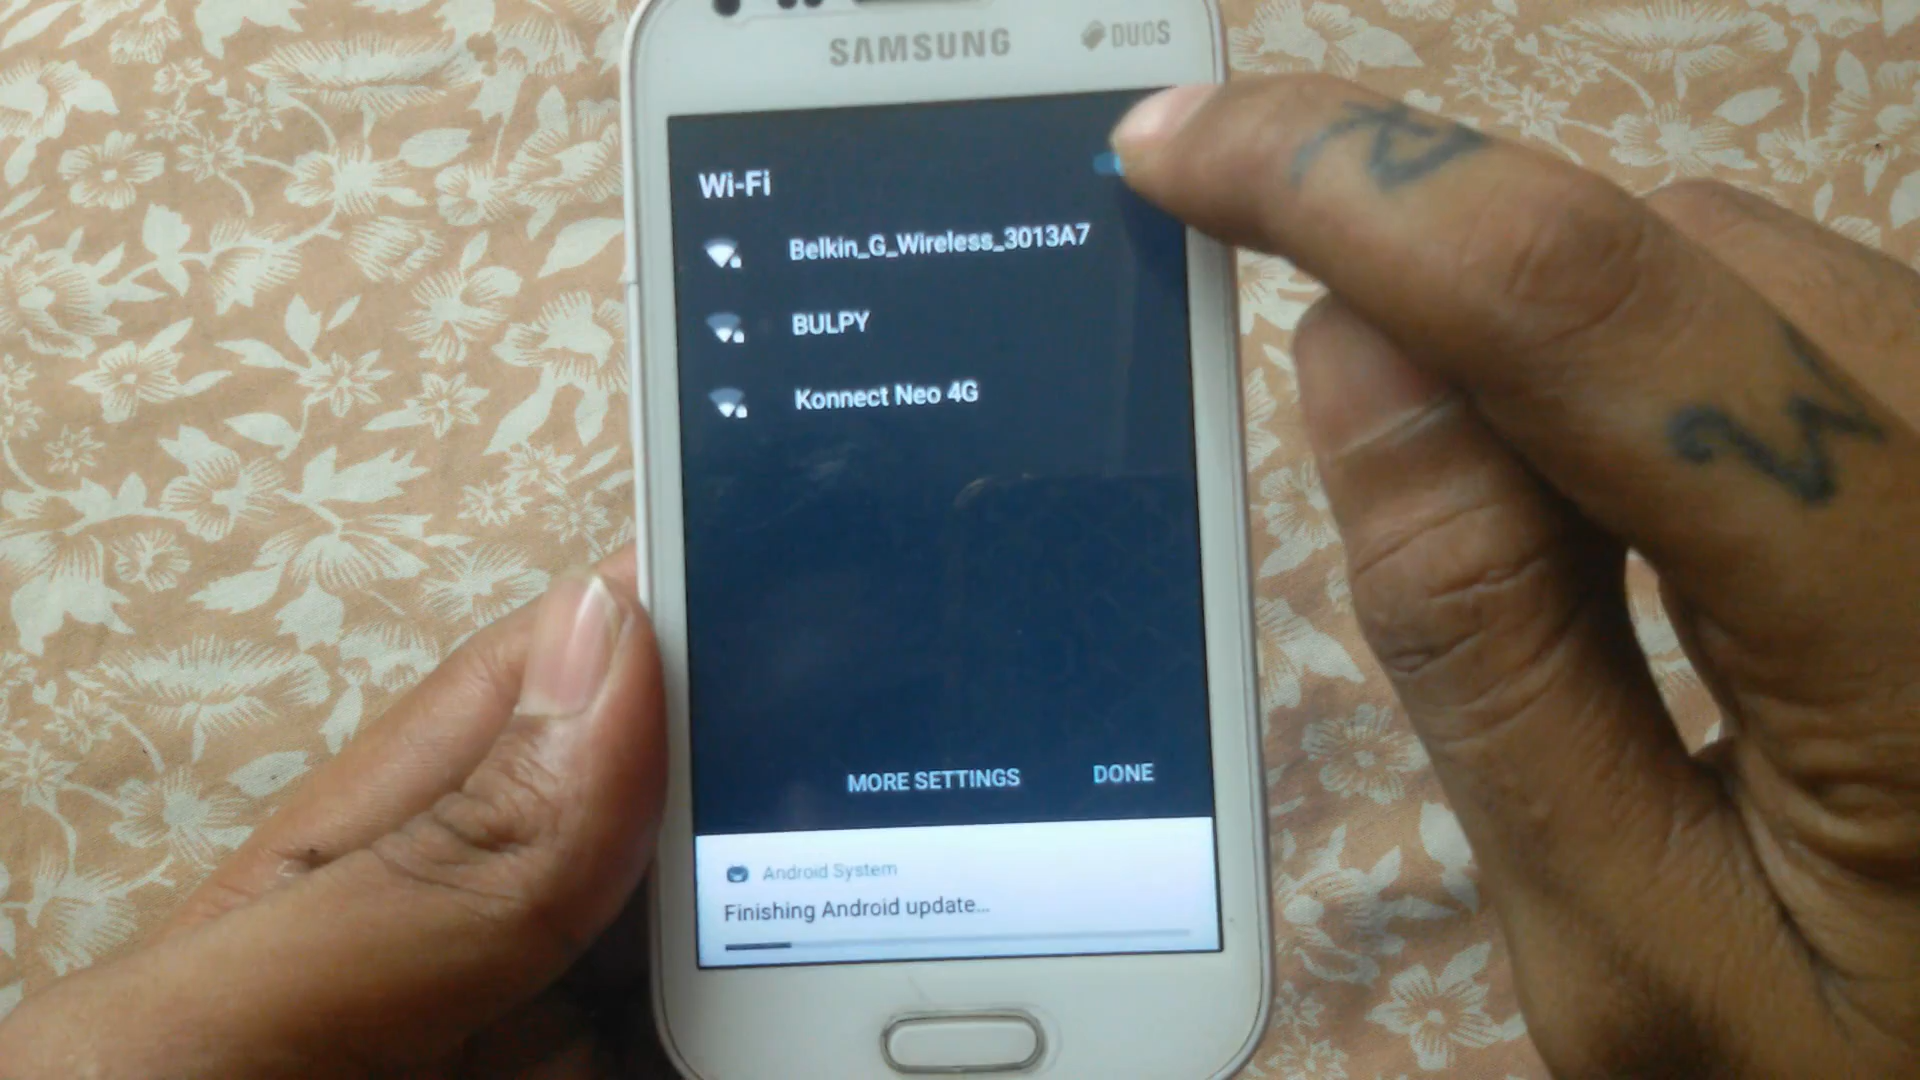 SAMSUNG DUOS
Wi-Fi
Belkin_G_Wireless_3013A7
BULPY
Konnect Neo 4G
MORE SETTINGS DONE
Android System
Finishing Android update...